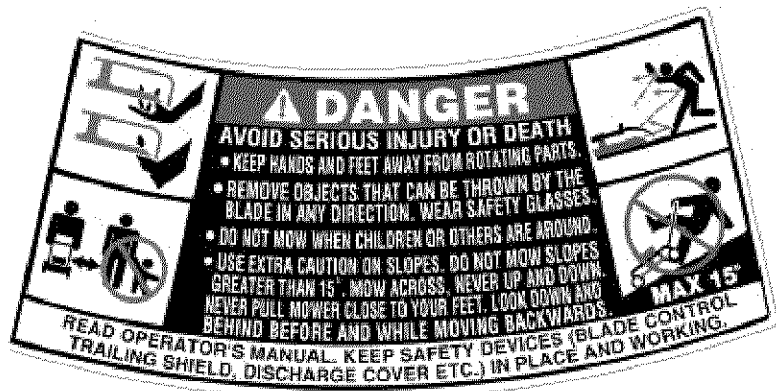 ⚠ DANGER
AVOID SERIOUS INJURY OR DEATH
• KEEP HANDS AND FEET AWAY FROM ROTATING PARTS.
• REMOVE OBJECTS THAT CAN BE THROWN BY THE
BLADE IN ANY DIRECTION. WEAR SAFETY GLASSES.
• DO NOT MOW WHEN CHILDREN OR OTHERS ARE AROUND.
• USE EXTRA CAUTION ON SLOPES. DO NOT MOW SLOPES
GREATER THAN 15°. MOW ACROSS, NEVER UP AND DOWN.
NEVER PULL MOWER CLOSE TO YOUR FEET. LOOK DOWN AND
BEHIND BEFORE AND WHILE MOVING BACKWARDS.
MAX 15°
READ OPERATOR'S MANUAL. KEEP SAFETY DEVICES (BLADE CONTROL
TRAILING SHIELD, DISCHARGE COVER ETC.) IN PLACE AND WORKING.